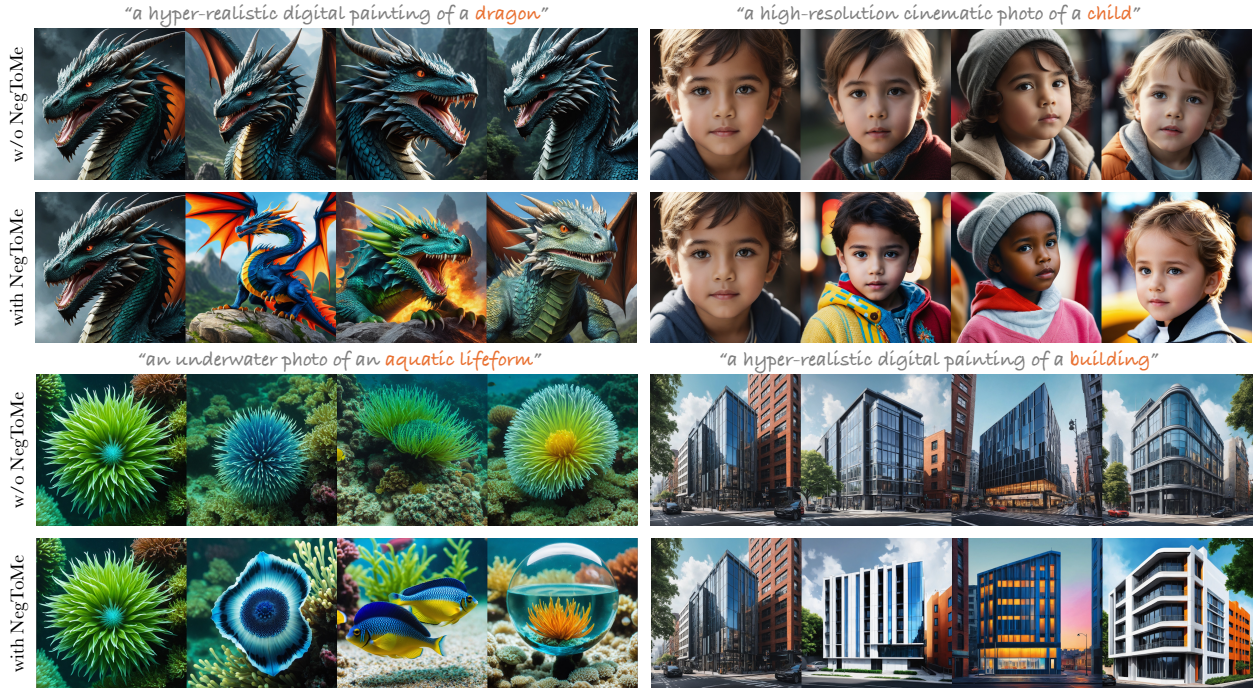 “a hyper-realistic digital painting of a dragon”
“a high-resolution cinematic photo of a child”
w/o NegToMe
with NegToMe
“an underwater photo of an aquatic lifeform”
“a hyper-realistic digital painting of a building”
w/o NegToMe
with NegToMe